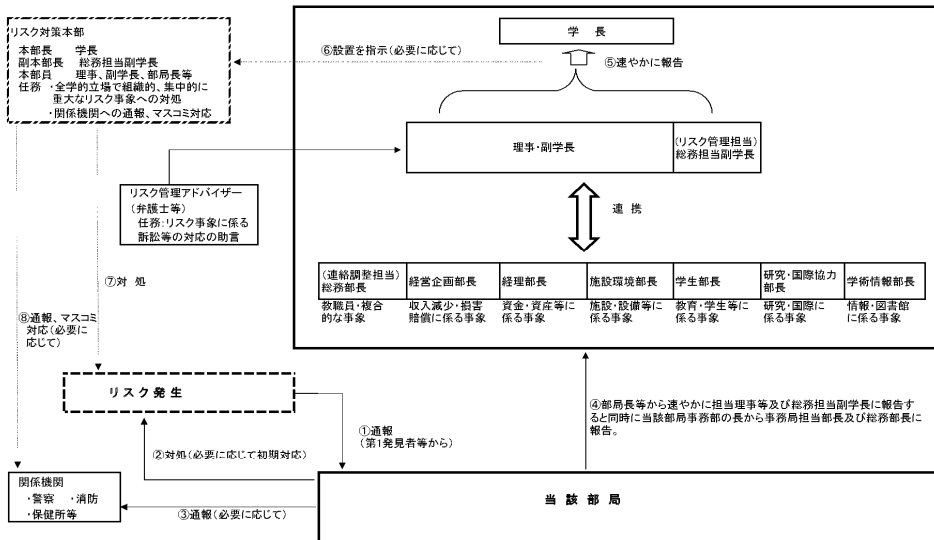 リスク対策本部
本部長　　学長
副本部長　総務担当副学長
本部員　　理事、副学長、部局長等
任務　・全学的立場で組織的、集中的に
重大なリスク事象への対処
・関係機関への通報、マスコミ対応
⑥設置を指示(必要に応じて)
学　長
⑤速やかに報告
理事・副学長
(リスク管理担当)
総務担当副学長
リスク管理アドバイザー
(弁護士等)
任務:リスク事象に係る
訴訟等の対応の助言
連　携
(連絡調整担当)
総務部長
経営企画部長
経理部長
施設環境部長
学生部長
研究・国際協力
部長
学術情報部長
教職員・複合
的な事象
収入減少・損害
賠償に係る事象
資金・資産等に
係る事象
施設・設備等に
係る事象
教育・学生等に
係る事象
研究・国際に
係る事象
情報・図書館
に係る事象
⑦対　処
⑧通報、マスコミ
対応(必要に
応じて)
リ ス ク 発 生
①通報
(第1発見者等から)
②対処(必要に応じて初期対応)
④部局長等から速やかに担当理事等及び総務担当副学長に報告す
ると同時に当該部局事務部の長から事務局担当部長及び総務部長に
報告。
関係機関
・警察　・消防
・保健所等
③通報(必要に応じて)
当　該　部　局